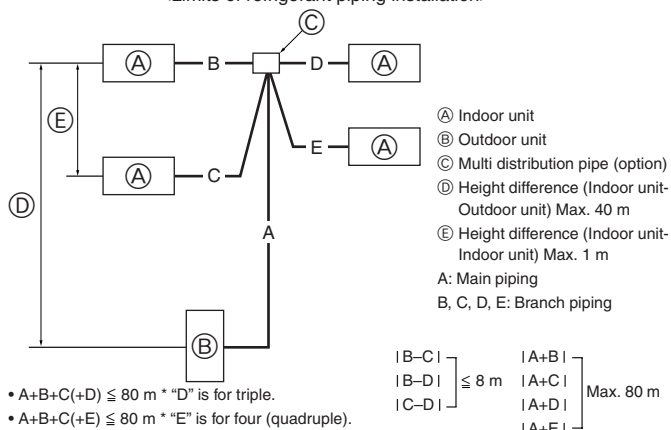 Limits of refrigerant piping installation
Ⓒ
Ⓐ B D Ⓐ
Ⓔ
Ⓐ C E Ⓐ
Ⓓ
A
Ⓑ
Ⓐ Indoor unit
Ⓑ Outdoor unit
Ⓒ Multi distribution pipe (option)
Ⓓ Height difference (Indoor unit-
Outdoor unit) Max. 40 m
Ⓔ Height difference (Indoor unit-
Indoor unit) Max. 1 m
A: Main piping
B, C, D, E: Branch piping
• A+B+C(+D) ≦ 80 m * “D” is for triple.
• A+B+C(+E) ≦ 80 m * “E” is for four (quadruple).
| B–C |
| B–D | ≦ 8 m
| C–D |
| A+B |
| A+C |
| A+D |
| A+E |
Max. 80 m